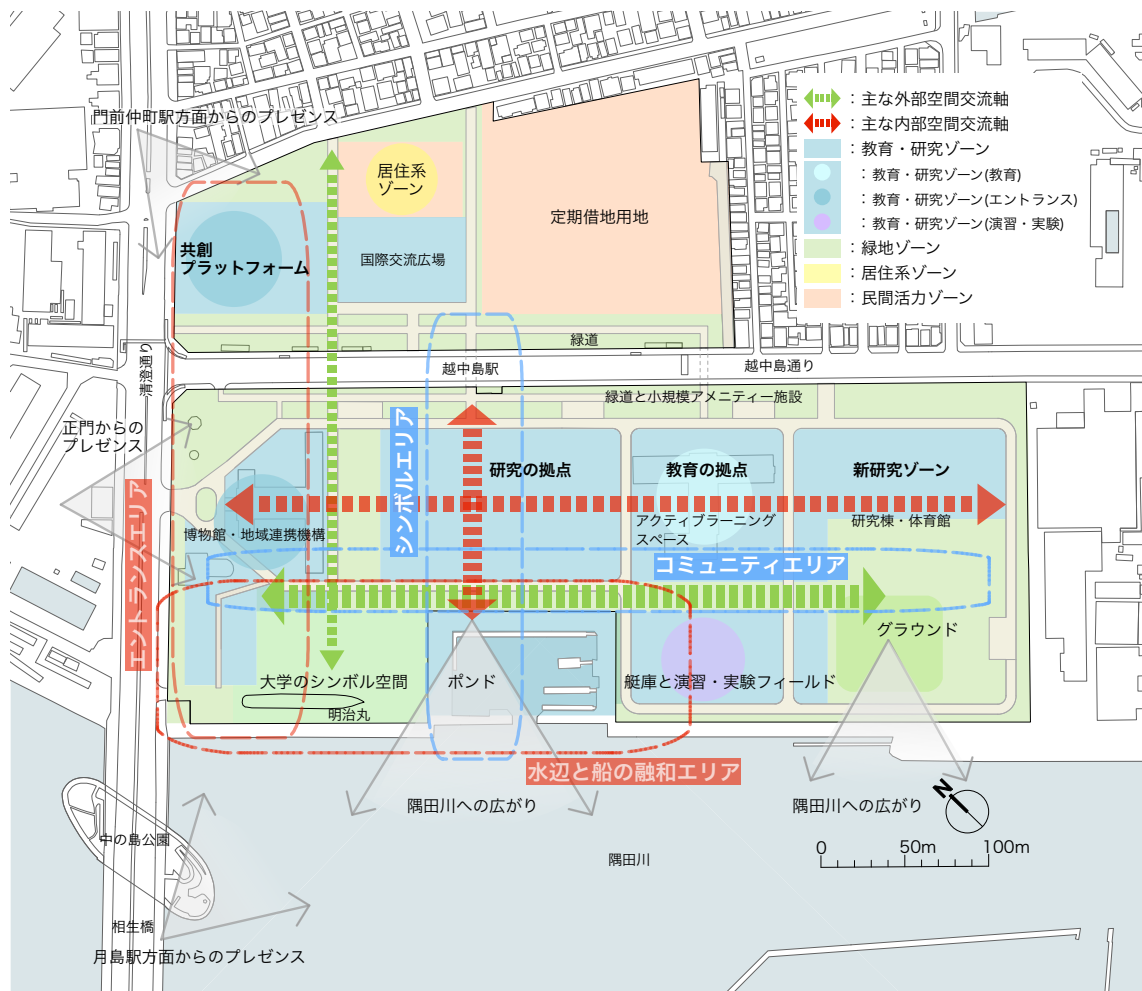 門前仲町駅方面からのプレゼンス
：主な外部空間交流軸
：主な内部空間交流軸
：教育・研究ゾーン
：教育・研究ゾーン(教育)
：教育・研究ゾーン(エントランス)
：教育・研究ゾーン(演習・実験)
：緑地ゾーン
：居住系ゾーン
：民間活力ゾーン
居住系
ゾーン
定期借地用地
共創
プラットフォーム
国際交流広場
緑道
清澄通り
越中島駅
越中島通り
緑道と小規模アメニティー施設
正門からの
プレゼンス
シンボルエリア
研究の拠点
教育の拠点
新研究ゾーン
エントランスエリア
博物館・地域連携機構
アクティブラーニング
スペース
研究棟・体育館
コミュニティエリア
グラウンド
大学のシンボル空間
ポンド
艇庫と演習・実験フィールド
明治丸
水辺と船の融和エリア
隅田川への広がり
隅田川への広がり
N
中の島公園
0 50m 100m
隅田川
相生橋
月島駅方面からのプレゼンス